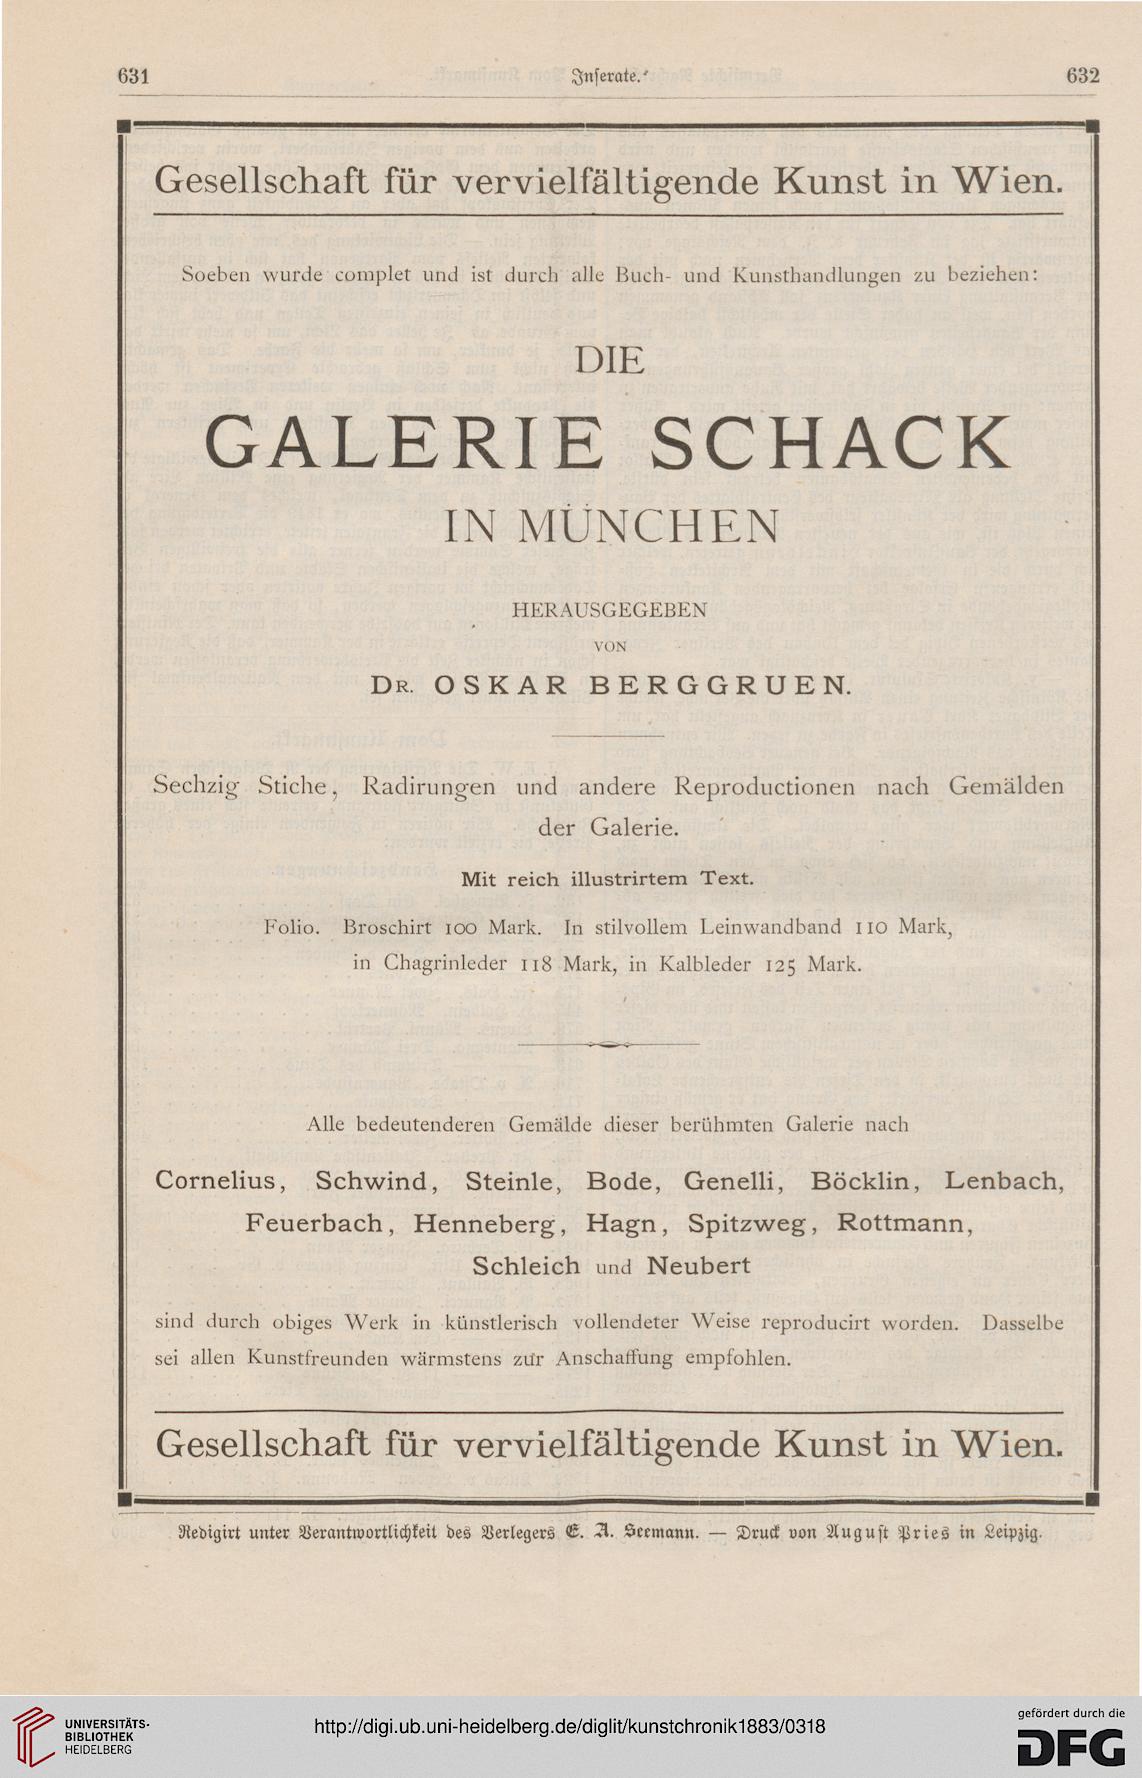 631 Inserate. 632
Gesellschaft für vervielfältigende Kunst in Wien.
Soeben wurde complet und ist durch alle Buch- und Kunsthandlungen zu beziehen:
DIE
GALERIE SCHACK
IN MÜNCHEN
HERAUSGEGEBEN
VON
DR. OSKAR BERGGRUEN.
Sechzig Stiche, Radirungen und andere Reproductionen nach Gemälden
der Galerie.
Mit reich illustrirtem Text.
Folio. Broschirt 100 Mark. In stilvollem Leinwandband 110 Mark,
in Chagrinleder 118 Mark, in Kalbleder 125 Mark.
Alle bedeutenderen Gemälde dieser berühmten Galerie nach
Cornelius, Schwind, Steinle, Bode, Genelli, Böcklin, Lenbach,
Feuerbach, Henneberg, Hagn, Spitzweg, Rottmann,
Schleich und Neubert
sind durch obiges Werk in künstlerisch vollendeter Weise reproducirt worden. Dasselbe
sei allen Kunstfreunden wärmstens zur Anschaffung empfohlen.
Gesellschaft für vervielfältigende Kunst in Wien.
Redigirt unter Verantwortlichkeit des Verlegers E. A. Seemann. — Druck von August Pries in Leipzig.
UNIVERSITÄTS-
BIBLIOTHEK
HEIDELBERG
http://digi.ub.uni-heidelberg.de/diglit/kunstchronik1883/0318
gefördert durch die
DFG